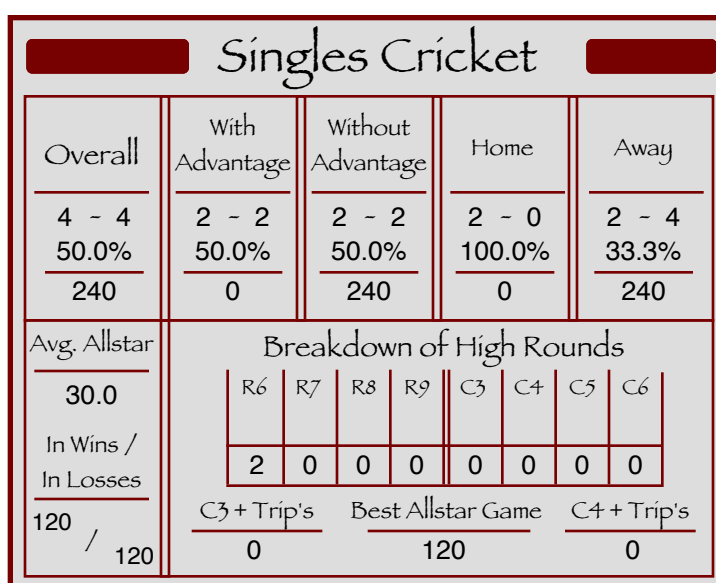 Singles Cricket
Overall
4 ~ 4
50.0%
240
With
Advantage
2 ~ 2
50.0%
0
Without
Advantage
2 ~ 2
50.0%
240
Home
2 ~ 0
100.0%
0
Away
2 ~ 4
33.3%
240
Avg. Allstar
30.0
In Wins /
In Losses
120 / 120
Breakdown of High Rounds
R6 R7 R8 R9 C3 C4 C5 C6
2 0 0 0 0 0 0 0
C3 + Trip's Best Allstar Game C4 + Trip's
0 120 0